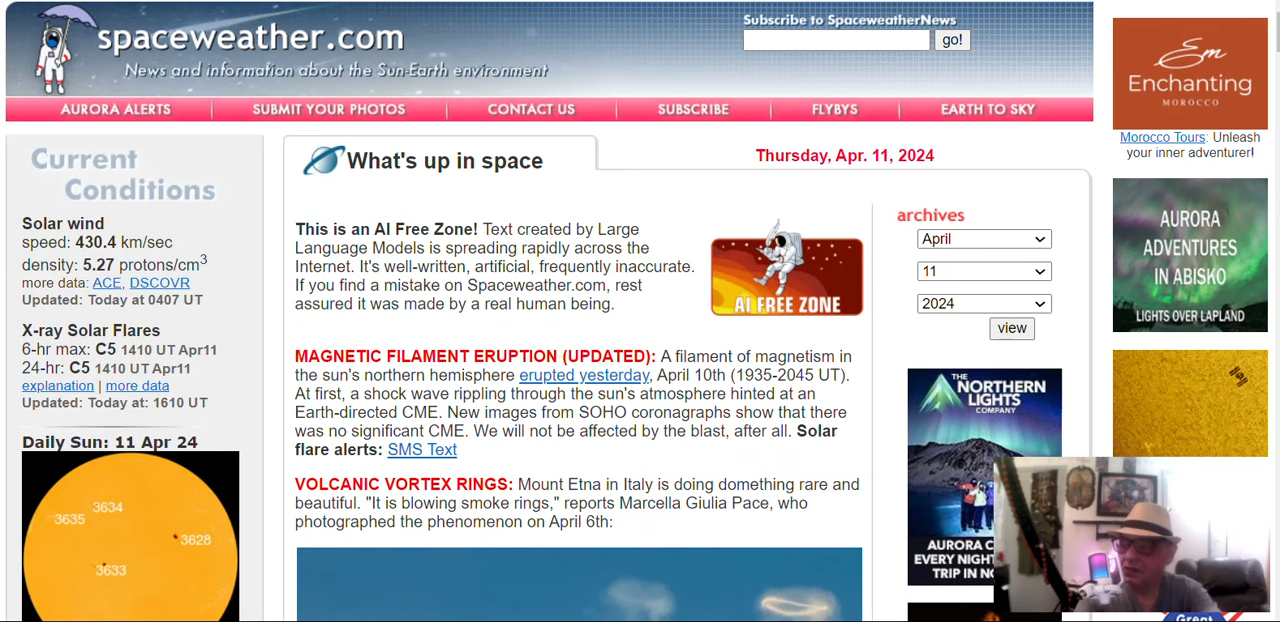 spaceweather.com
News and information about the Sun-Earth environment
Subscribe to SpaceweatherNews
go!
AURORA ALERTS
SUBMIT YOUR PHOTOS
CONTACT US
SUBSCRIBE
FLYBYS
EARTH TO SKY
Current
Conditions
Solar wind
speed: 430.4 km/sec
density: 5.27 protons/cm3
more data: ACE, DSCOVR
Updated: Today at 0407 UT
X-ray Solar Flares
6-hr max: C5 1410 UT Apr11
24-hr: C5 1410 UT Apr11
explanation | more data
Updated: Today at: 1610 UT
Daily Sun: 11 Apr 24
3634
3635
3628
3633
What's up in space
Thursday, Apr. 11, 2024
This is an AI Free Zone! Text created by Large
Language Models is spreading rapidly across the
Internet. It's well-written, artificial, frequently inaccurate.
If you find a mistake on Spaceweather.com, rest
assured it was made by a real human being.
AI FREE ZONE
MAGNETIC FILAMENT ERUPTION (UPDATED): A filament of magnetism in
the sun's northern hemisphere erupted yesterday, April 10th (1935-2045 UT).
At first, a shock wave rippling through the sun's atmosphere hinted at an
Earth-directed CME. New images from SOHO coronagraphs show that there
was no significant CME. We will not be affected by the blast, after all. Solar
flare alerts: SMS Text
VOLCANIC VORTEX RINGS: Mount Etna in Italy is doing domething rare and
beautiful. "It is blowing smoke rings," reports Marcella Giulia Pace, who
photographed the phenomenon on April 6th:
archives
April
11
2024
view
THE
NORTHERN
LIGHTS
COMPANY
AURORA C
EVERY NIGHT
TRIP IN NO
Em
Enchanting
MOROCCO
Morocco Tours: Unleash
your inner adventurer!
AURORA
ADVENTURES
IN ABISKO
LIGHTS OVER LAPLAND
Great